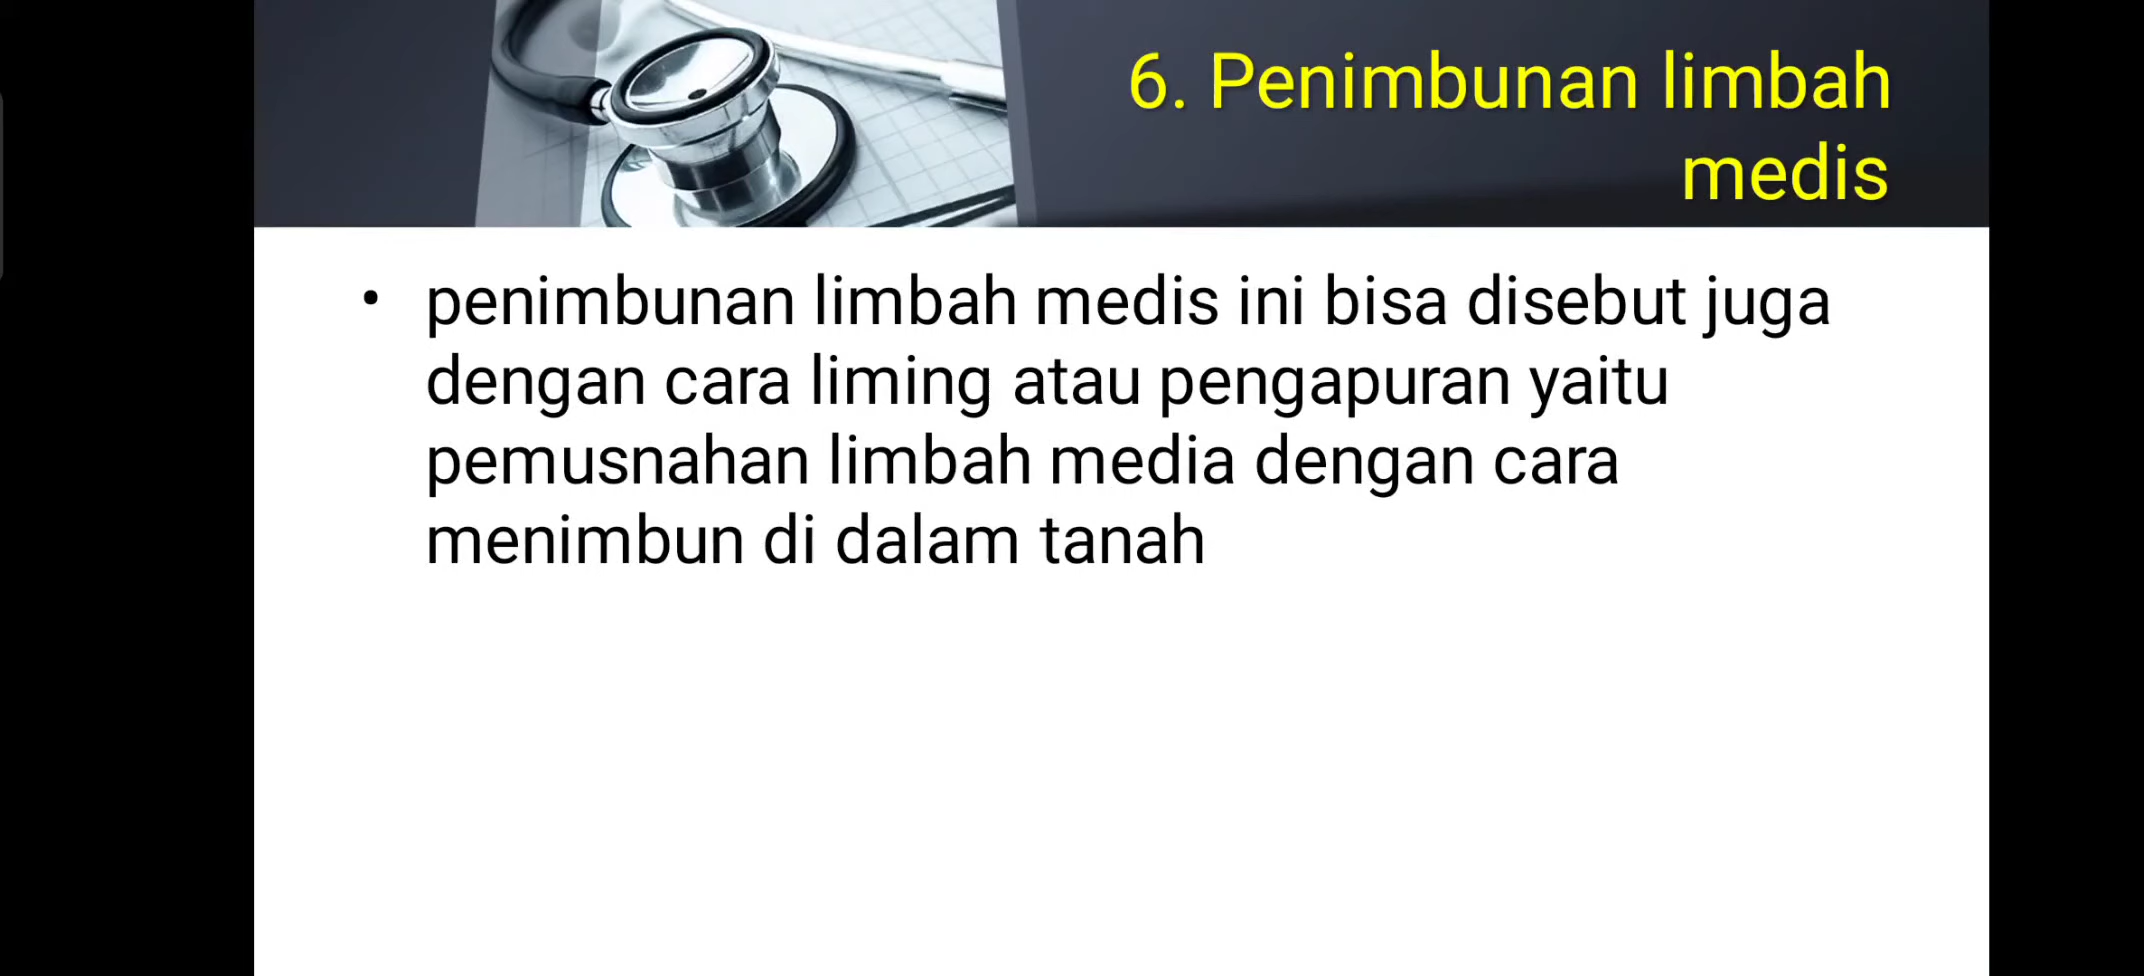 6. Penimbunan limbah
medis
• penimbunan limbah medis ini bisa disebut juga
dengan cara liming atau pengapuran yaitu
pemusnahan limbah media dengan cara
menimbun di dalam tanah